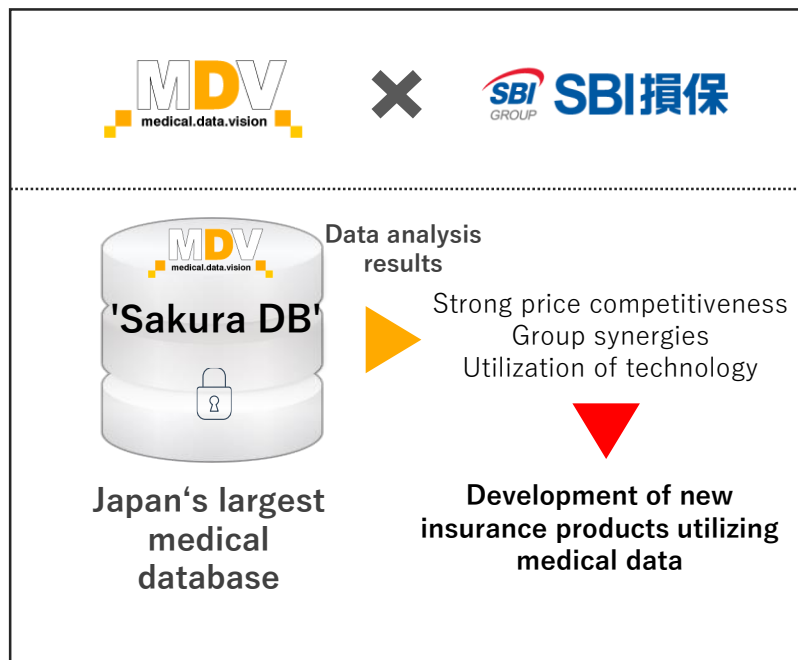 MDV
medical.data.vision
SBI
GROUP
SBI損保
MDV
medical.data.vision
'Sakura DB'
Data analysis
results
Strong price competitiveness
Group synergies
Utilization of technology
Japan‘s largest
medical
database
Development of new
insurance products utilizing
medical data